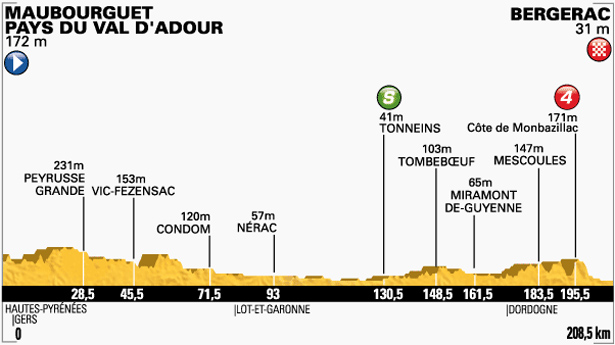 MAUBOURGUET
PAYS DU VAL D'ADOUR
172 m
BERGERAC
31 m
S
4
41m
TONNEINS
171m
Côte de Monbazillac
103m
TOMBEBŒUF
147m
MESCOULES
231m
PEYRUSSE
GRANDE
153m
VIC-FEZENSAC
65m
MIRAMONT
DE-GUYENNE
120m
CONDOM
57m
NÉRAC
28,5
45,5
71,5
93
130,5
148,5
161,5
183,5
195,5
HAUTES-PYRÉNÉES
|GERS
|LOT-ET-GARONNE
|DORDOGNE
0
208,5 km